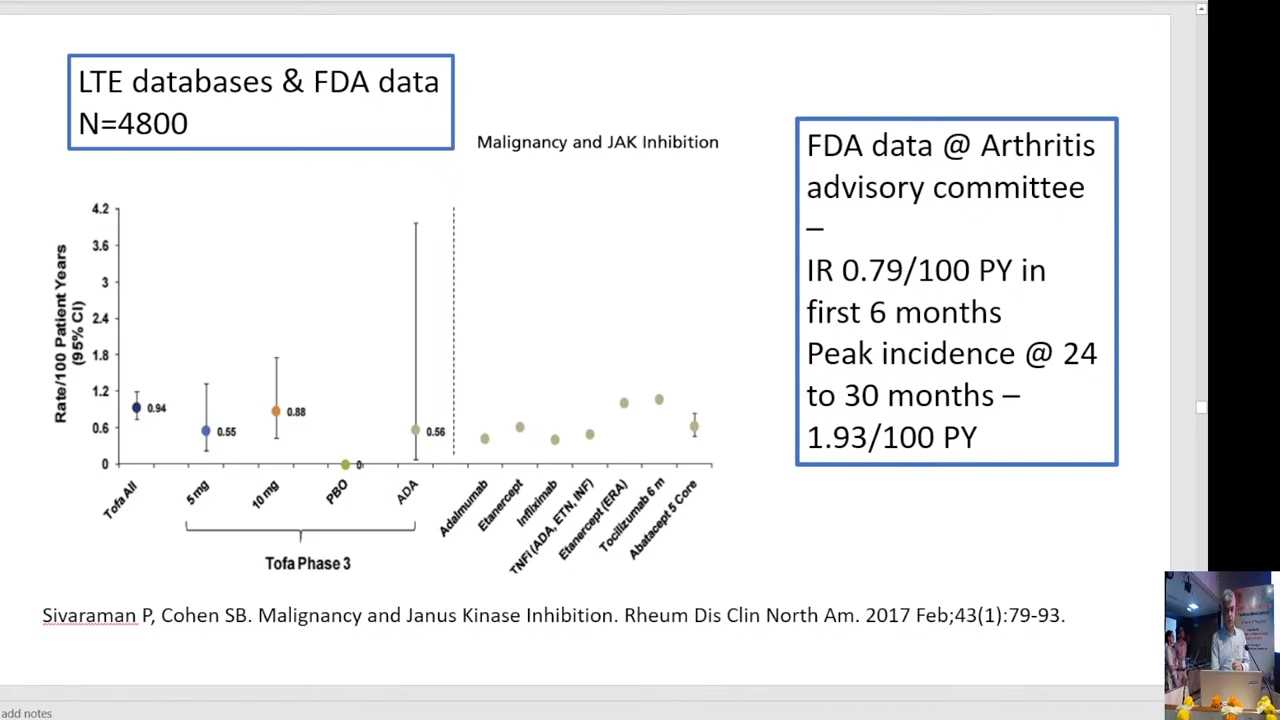 LTE databases & FDA data
N=4800
Malignancy and JAK Inhibition
FDA data @ Arthritis
advisory committee
–
IR 0.79/100 PY in
first 6 months
Peak incidence @ 24
to 30 months –
1.93/100 PY
Rate/100 Patient Years
(95% CI)
4.2
3.6
3
2.4
1.8
1.2
0.6
0
0.94
0.55
0.88
0
0.56
Tofa All
5 mg
10 mg
PBO
ADA
Adalmumab
Etanercept
Infliximab
TNFi (ADA, ETN, INF)
Etanercept (ERA)
Tocilizumab 6 m
Abatacept 5 Core
Tofa Phase 3
Sivaraman P, Cohen SB. Malignancy and Janus Kinase Inhibition. Rheum Dis Clin North Am. 2017 Feb;43(1):79-93.
add notes